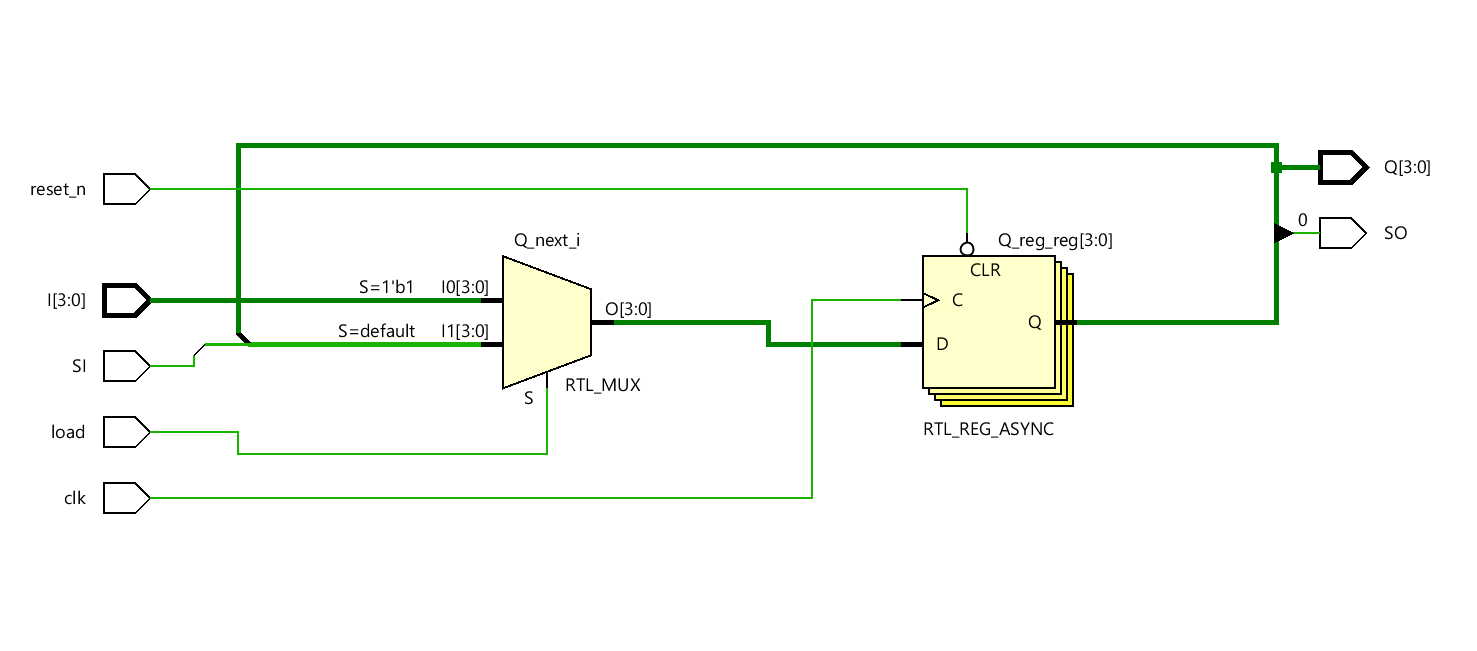 reset_n
Q[3:0]
0
SO
Q_next_i
Q_reg_reg[3:0]
CLR
I[3:0]
S=1'b1
I0[3:0]
C
O[3:0]
Q
S=default
I1[3:0]
D
SI
S
RTL_MUX
load
RTL_REG_ASYNC
clk